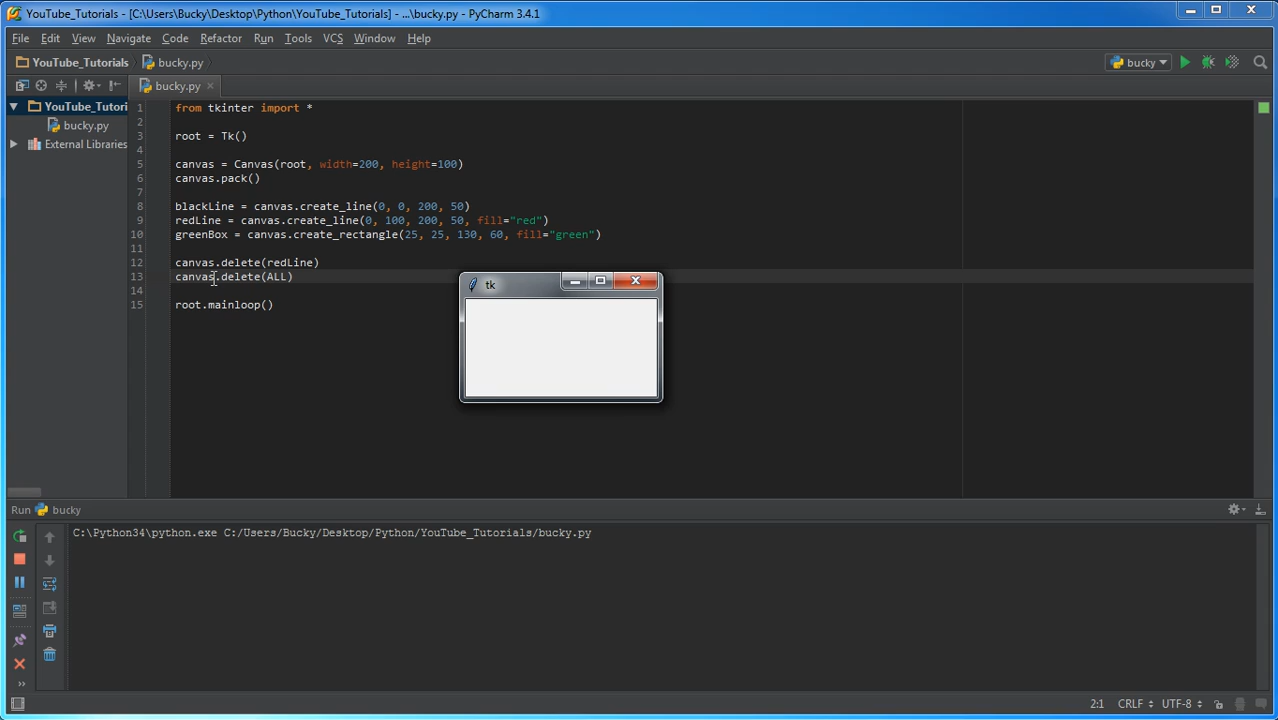 YouTube_Tutorials - [C:\Users\Bucky\Desktop\Python\YouTube_Tutorials] - ...\bucky.py - PyCharm 3.4.1
File Edit View Navigate Code Refactor Run Tools VCS Window Help
YouTube_Tutorials bucky.py bucky
bucky.py
YouTube_Tutori
bucky.py
External Libraries
1 from tkinter import *
2
3 root = Tk()
4
5 canvas = Canvas(root, width=200, height=100)
6 canvas.pack()
7
8 blackLine = canvas.create_line(0, 0, 200, 50)
9 redLine = canvas.create_line(0, 100, 200, 50, fill="red")
10 greenBox = canvas.create_rectangle(25, 25, 130, 60, fill="green")
11
12 canvas.delete(redLine)
13 canvas.delete(ALL)
14
15 root.mainloop()
tk
Run bucky
C:\Python34\python.exe C:/Users/Bucky/Desktop/Python/YouTube_Tutorials/bucky.py
2:1 CRLF UTF-8